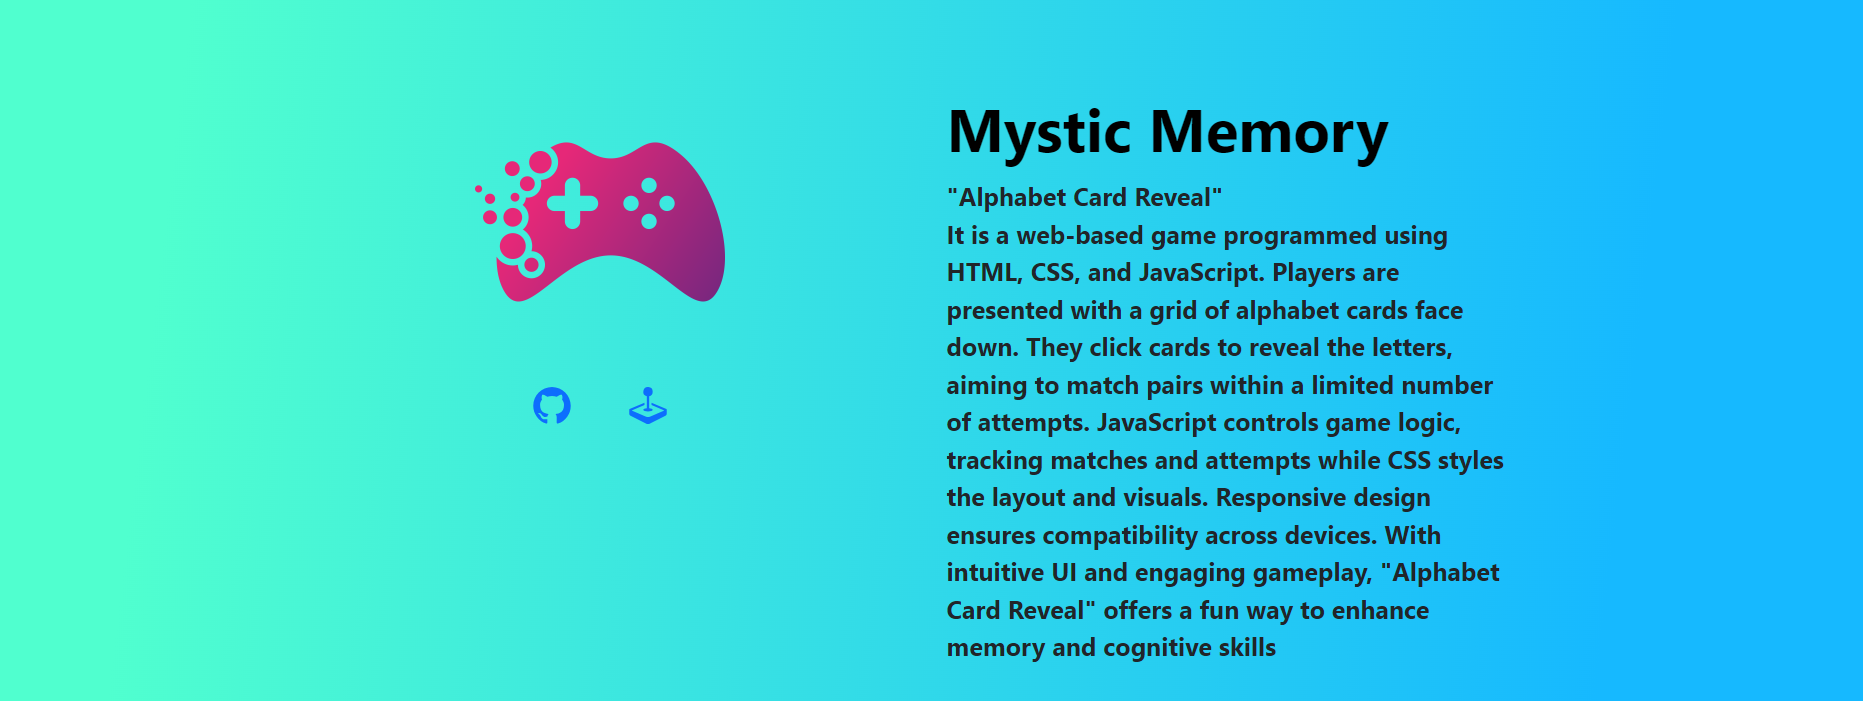 Mystic Memory
"Alphabet Card Reveal"
It is a web-based game programmed using
HTML, CSS, and JavaScript. Players are
presented with a grid of alphabet cards face
down. They click cards to reveal the letters,
aiming to match pairs within a limited number
of attempts. JavaScript controls game logic,
tracking matches and attempts while CSS styles
the layout and visuals. Responsive design
ensures compatibility across devices. With
intuitive UI and engaging gameplay, "Alphabet
Card Reveal" offers a fun way to enhance
memory and cognitive skills